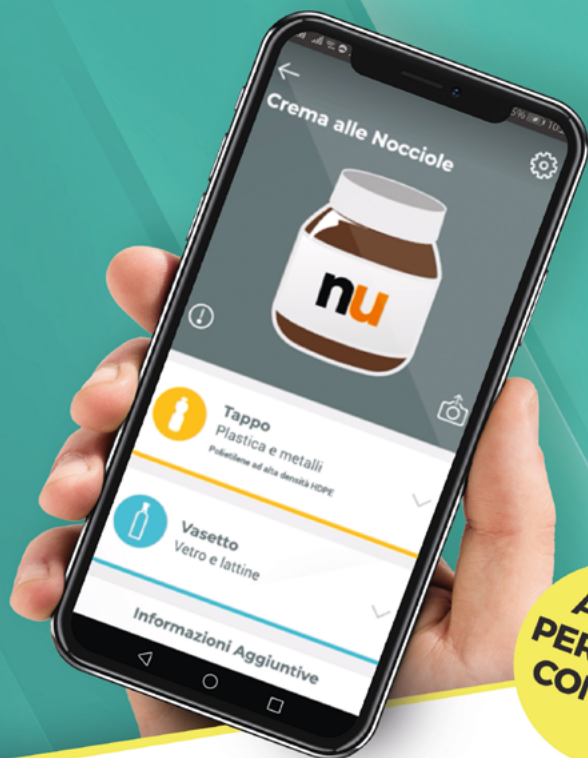 Crema alle Nocciole
nu
Tappo
Plastica e metalli
Polietilene ad alta densità HDPE
Vasetto
Vetro e lattine
Informazioni Aggiuntive